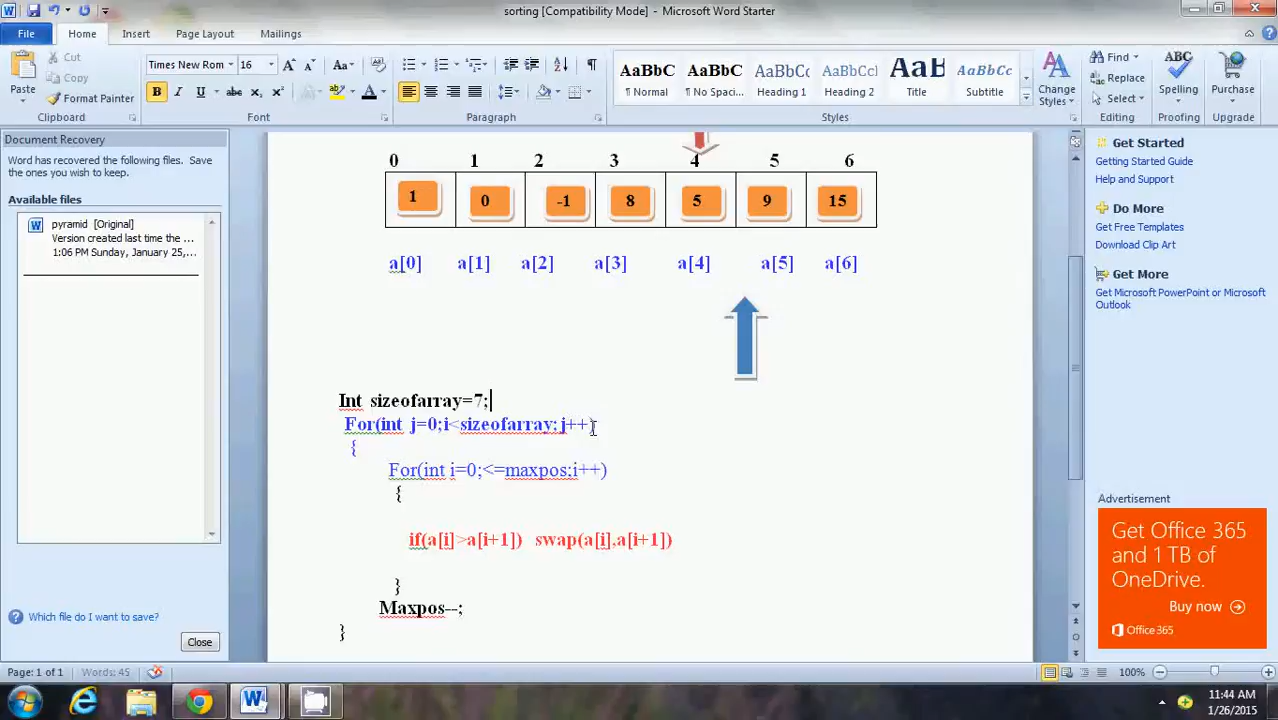 sorting [Compatibility Mode] - Microsoft Word Starter
File Home Insert Page Layout Mailings
Paste
Cut
Copy
Format Painter
Clipboard
Times New Rom 16
Font
Paragraph
AaBbC AaBbC AaBbCc AaBbCc AaBb AaBbCc
¶ Normal ¶ No Spaci... Heading 1 Heading 2 Title Subtitle
Change Styles
Styles
Find
Replace
Select
Editing
ABC
Spelling
Proofing
Purchase
Upgrade
Document Recovery
Word has recovered the following files. Save
the ones you wish to keep.
Available files
pyramid [Original]
Version created last time the ...
1:06 PM Sunday, January 25,...
Which file do I want to save?
Close
0 1 2 3 4 5 6
1 0 -1 8 5 9 15
a[0] a[1] a[2] a[3] a[4] a[5] a[6]
Int sizeofarray=7;
For(int j=0;i<sizeofarray;j++)
{
For(int i=0;<=maxpos;i++)
{
if(a[i]>a[i+1]) swap(a[i],a[i+1])
}
Maxpos--;
}
Get Started
Getting Started Guide
Help and Support
Do More
Get Free Templates
Download Clip Art
Get More
Get Microsoft PowerPoint or Microsoft
Outlook
Advertisement
Get Office 365
and 1 TB of
OneDrive.
Buy now
Office 365
Page: 1 of 1 Words: 45 100%
11:44 AM
1/26/2015